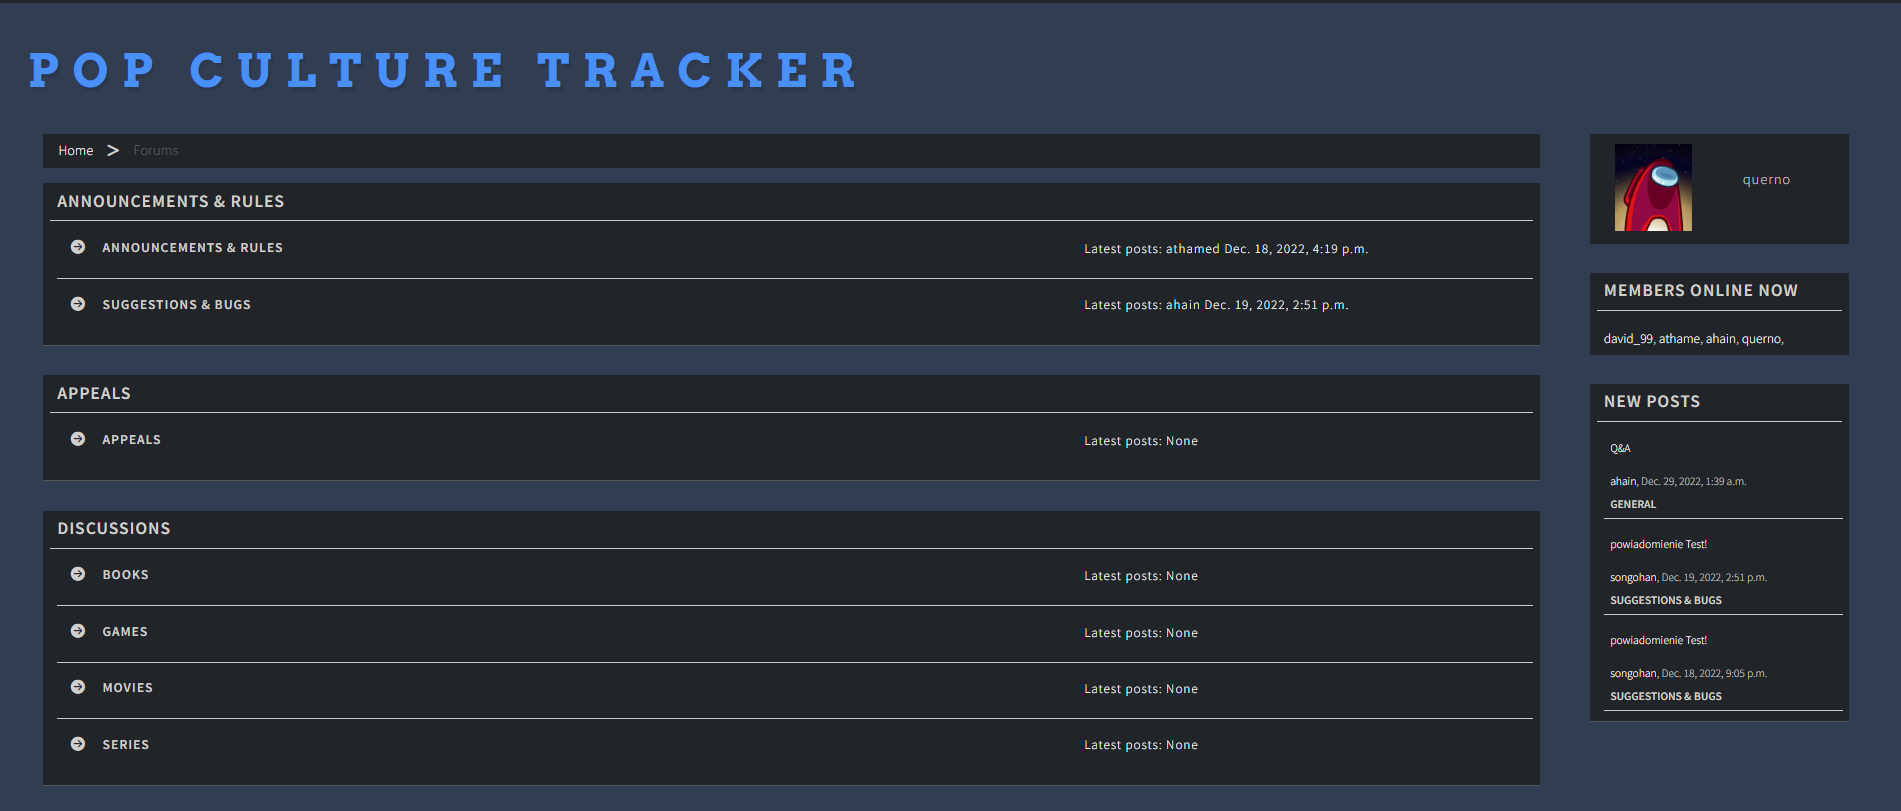 POP CULTURE TRACKER
Home > Forums
ANNOUNCEMENTS & RULES
ANNOUNCEMENTS & RULES
Latest posts: athamed Dec. 18, 2022, 4:19 p.m.
SUGGESTIONS & BUGS
Latest posts: ahain Dec. 19, 2022, 2:51 p.m.
APPEALS
APPEALS
Latest posts: None
DISCUSSIONS
BOOKS
Latest posts: None
GAMES
Latest posts: None
MOVIES
Latest posts: None
SERIES
Latest posts: None
querno
MEMBERS ONLINE NOW
david_99, athame, ahain, querno,
NEW POSTS
Q&A
ahain, Dec. 29, 2022, 1:39 a.m.
GENERAL
powiadomienie Test!
songohan, Dec. 19, 2022, 2:51 p.m.
SUGGESTIONS & BUGS
powiadomienie Test!
songohan, Dec. 18, 2022, 9:05 p.m.
SUGGESTIONS & BUGS